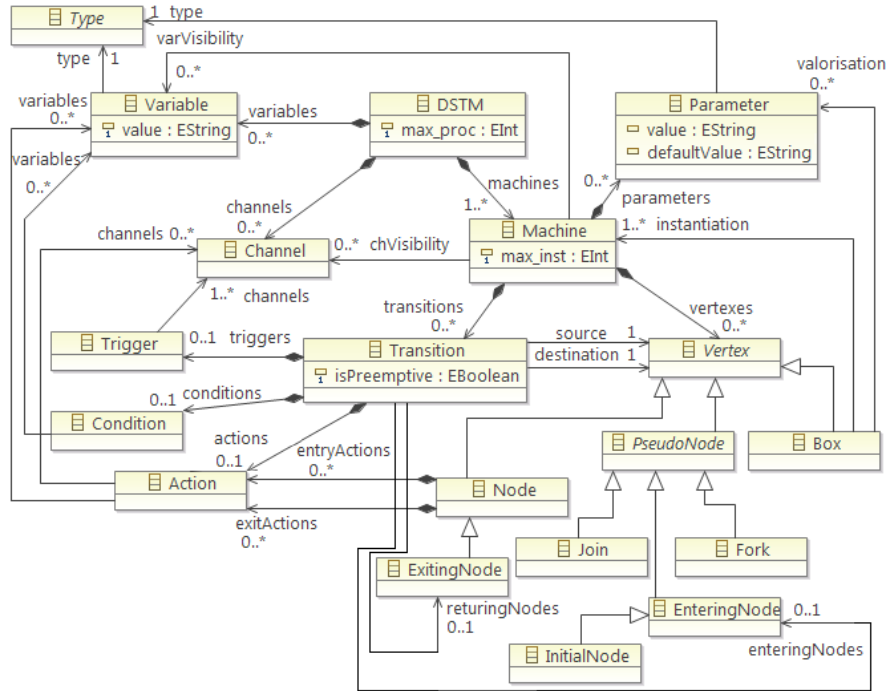 Type
1 type
varVisibility
type
1
0..*
valorisation
0..*
variables
0..*
Variable
value : EString
variables
0..*
DSTM
max_proc : EInt
Parameter
value : EString
defaultValue : EString
variables
0..*
machines
1..*
0..*
parameters
channels
0..*
channels 0..*
Channel
0..* chVisibility
Machine
max_inst : EInt
1..* instantiation
1..* channels
transitions
0..*
vertexes
0..*
Trigger
0..1 triggers
Transition
isPreemptive : EBoolean
source 1
destination 1
Vertex
conditions
0..1
Condition
actions
0..1
entryActions
0..*
PseudoNode
Box
Action
Node
exitActions
0..*
Join
Fork
ExitingNode
returingNodes
0..1
EnteringNode
0..1
enteringNodes
InitialNode